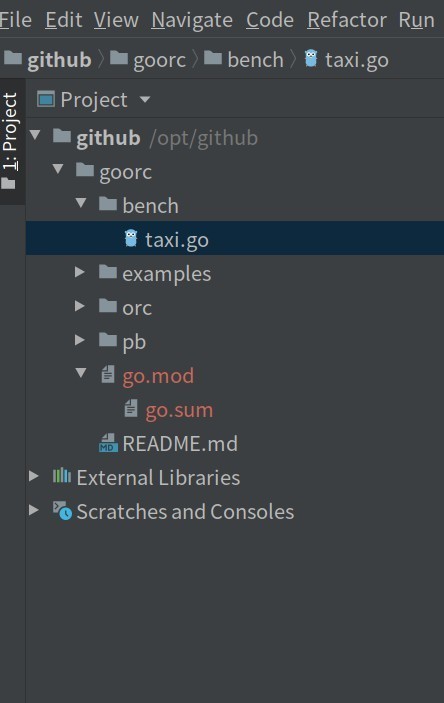 File Edit View Navigate Code Refactor Run
github goorc bench taxi.go
1: Project
Project
github /opt/github
goorc
bench
taxi.go
examples
orc
pb
go.mod
go.sum
MD README.md
External Libraries
Scratches and Consoles